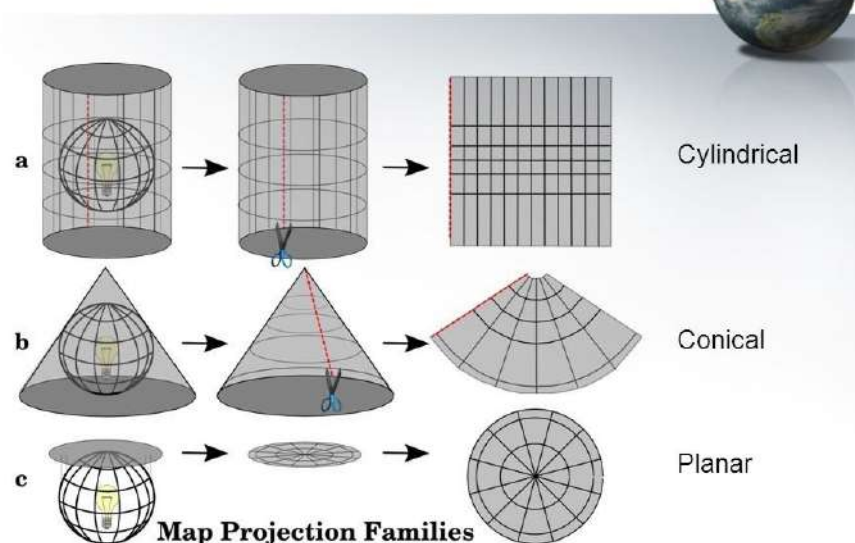 a
Cylindrical
b
Conical
c
Planar
Map Projection Families